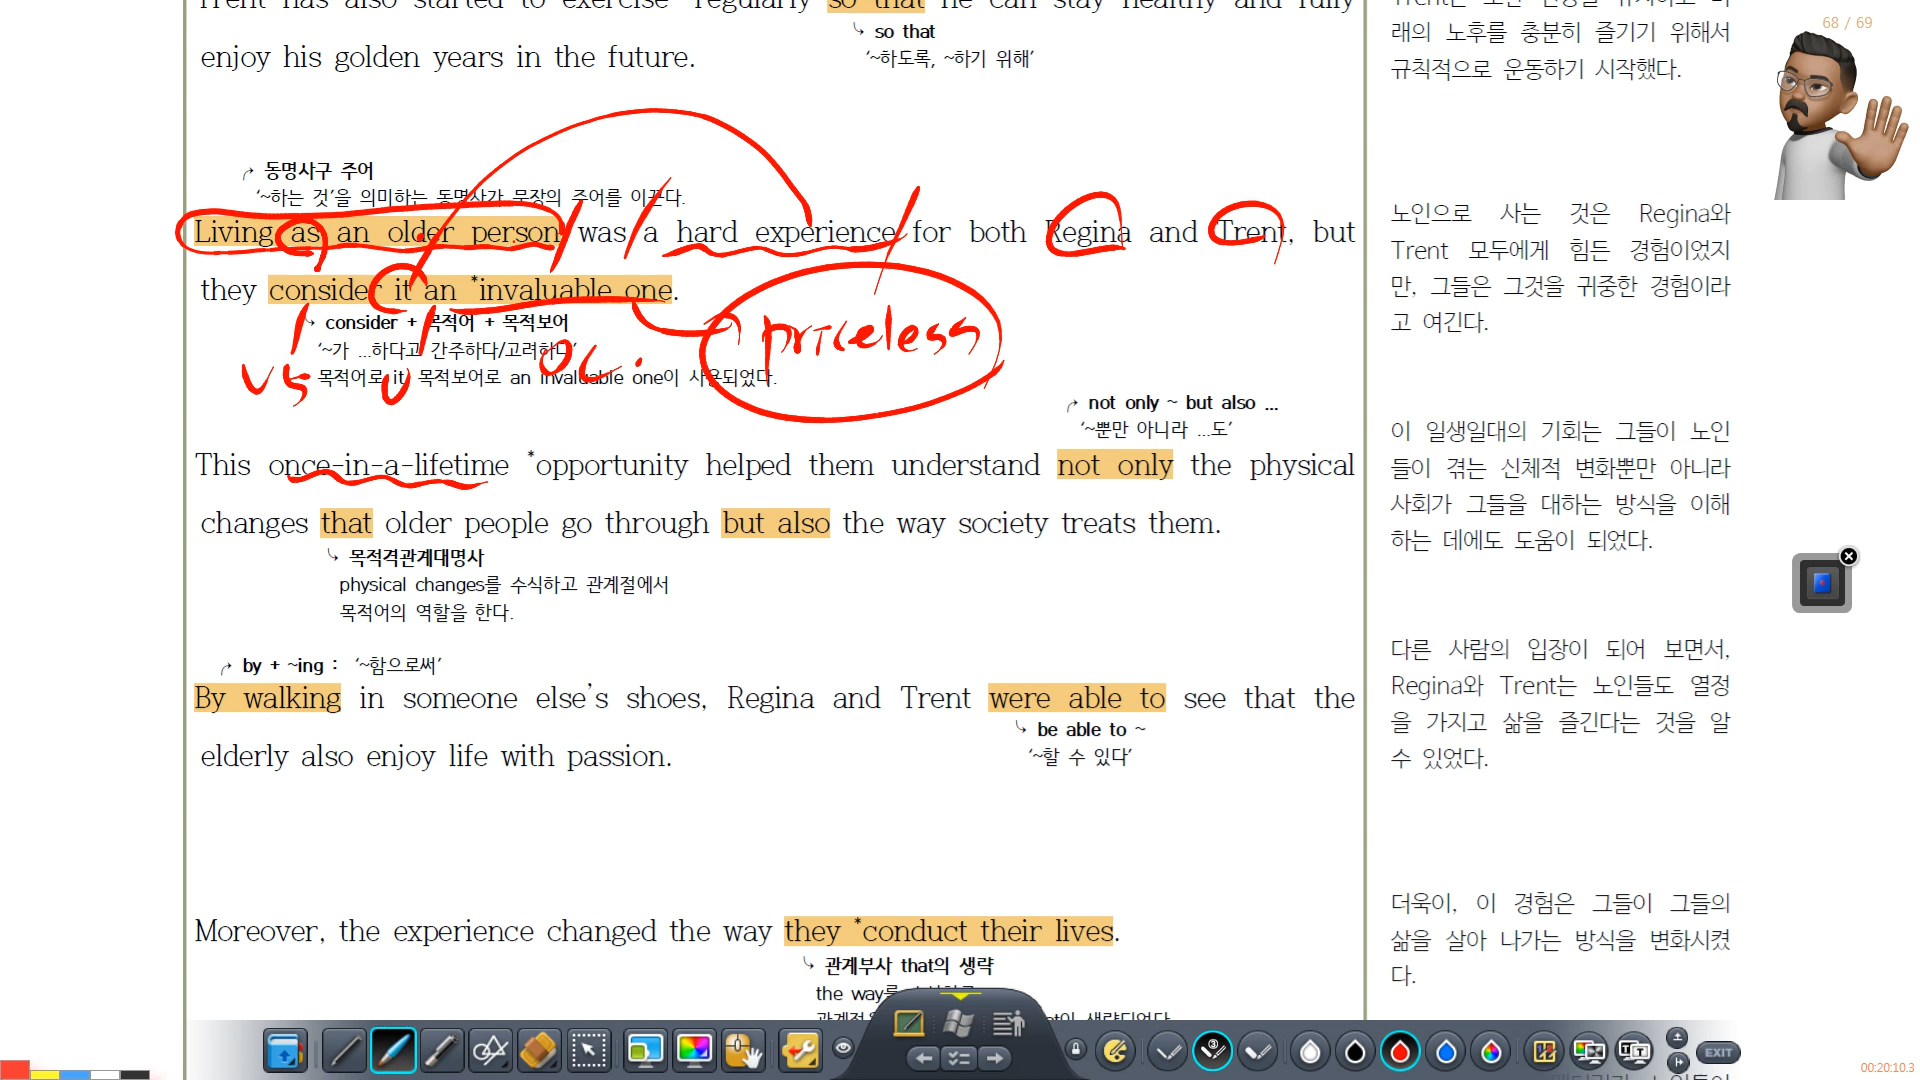 Trent has also started to exercise regularly so that he can stay healthy and fully
so that
enjoy his golden years in the future.
'~하도록, ~하기 위해'
동명사구 주어
'~하는 것'을 의미하는 동명사가 문장의 주어를 이끈다.
Living as an older person was a hard experience for both Regina and Trent, but
they consider it an *invaluable one.
priceless
consider + 목적어 + 목적보어
'~가 ...하다고 간주하다/고려하다'
목적어로 it, 목적보어로 an invaluable one이 사용되었다.
V5 O OC.
not only ~ but also ...
'~뿐만 아니라 ...도'
This once-in-a-lifetime *opportunity helped them understand not only the physical
changes that older people go through but also the way society treats them.
목적격관계대명사
physical changes를 수식하고 관계절에서
목적어의 역할을 한다.
by + ~ing : '~함으로써'
By walking in someone else's shoes, Regina and Trent were able to see that the
be able to ~
elderly also enjoy life with passion.
'~할 수 있다'
Moreover, the experience changed the way they *conduct their lives.
관계부사 that의 생략
the way를
68 / 69
래의 노후를 충분히 즐기기 위해서
규칙적으로 운동하기 시작했다.
노인으로 사는 것은 Regina와
Trent 모두에게 힘든 경험이었지
만, 그들은 그것을 귀중한 경험이라
고 여긴다.
이 일생일대의 기회는 그들이 노인
들이 겪는 신체적 변화뿐만 아니라
사회가 그들을 대하는 방식을 이해
하는 데에도 도움이 되었다.
다른 사람의 입장이 되어 보면서,
Regina와 Trent는 노인들도 열정
을 가지고 삶을 즐긴다는 것을 알
수 있었다.
더욱이, 이 경험은 그들이 그들의
삶을 살아 나가는 방식을 변화시켰
다.
EXIT
00:20:10.3